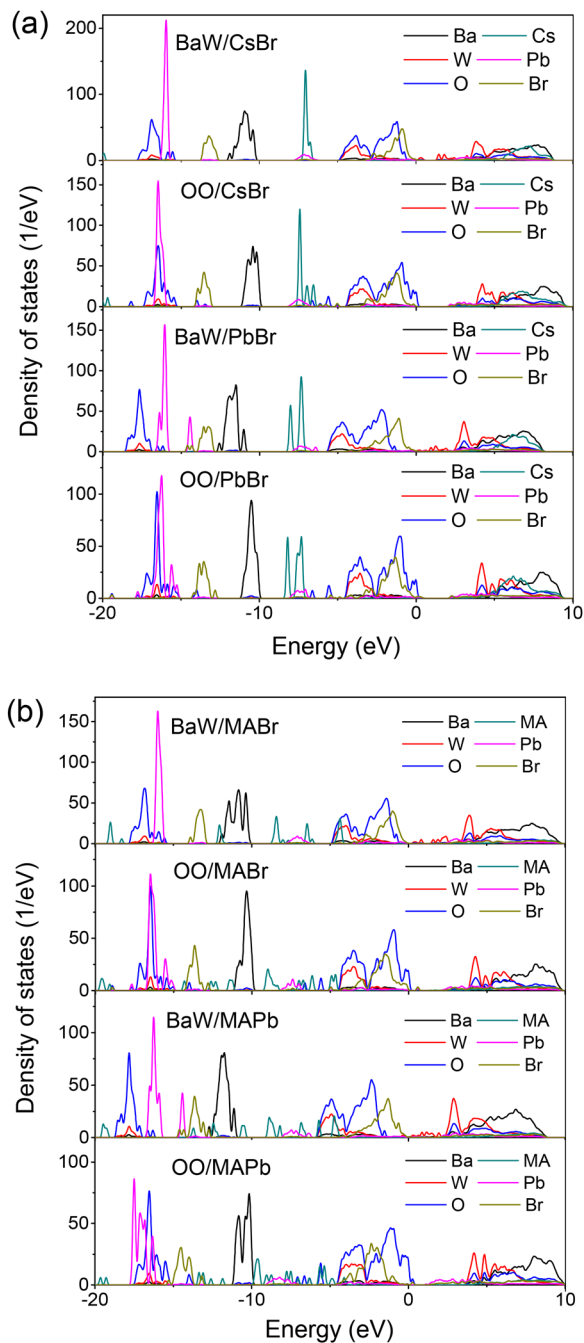 (a)
BaW/CsBr
Ba Cs
W Pb
O Br
200
100
0
OO/CsBr
Ba Cs
W Pb
O Br
150
100
50
0
BaW/PbBr
Ba Cs
W Pb
O Br
150
100
50
0
OO/PbBr
Ba Cs
W Pb
O Br
150
100
50
0
Density of states (1/eV)
-20 -10 0 10
Energy (eV)
(b)
BaW/MABr
Ba MA
W Pb
O Br
150
100
50
0
OO/MABr
Ba MA
W Pb
O Br
100
50
0
BaW/MAPb
Ba MA
W Pb
O Br
100
50
0
OO/MAPb
Ba MA
W Pb
O Br
100
50
0
Density of states (1/eV)
-20 -10 0 10
Energy (eV)